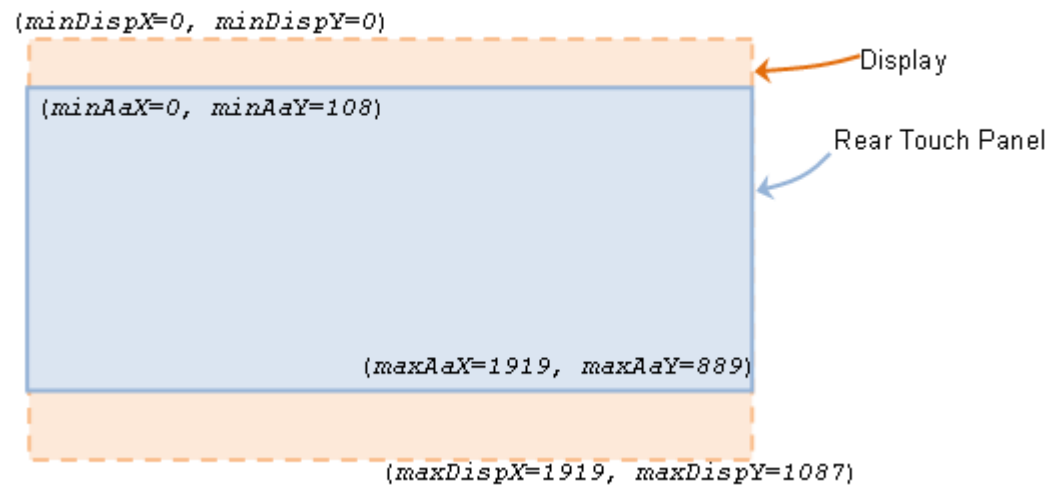 (minDispX=0, minDispY=0)
Display
(minAaX=0, minAaY=108)
Rear Touch Panel
(maxAaX=1919, maxAaY=889)
(maxDispX=1919, maxDispY=1087)